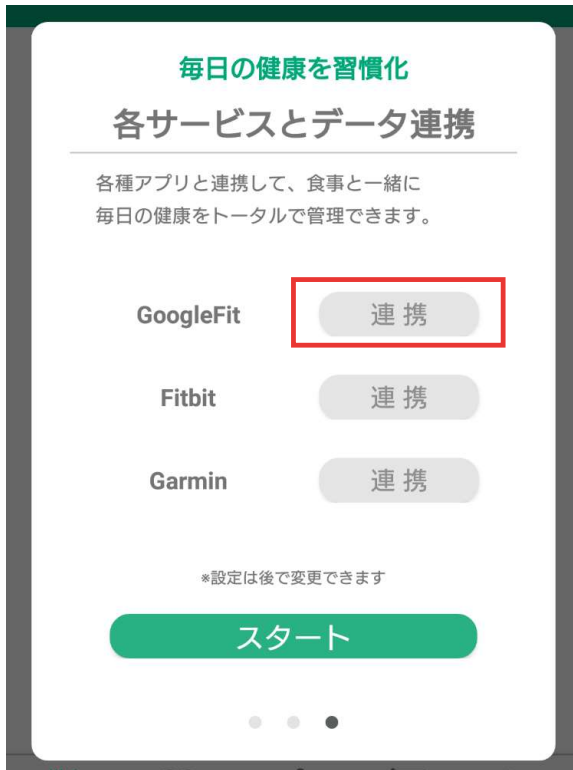 毎日の健康を習慣化
各サービスとデータ連携
各種アプリと連携して、食事と一緒に
毎日の健康をトータルで管理できます。
GoogleFit 連携
Fitbit 連携
Garmin 連携
*設定は後で変更できます
スタート